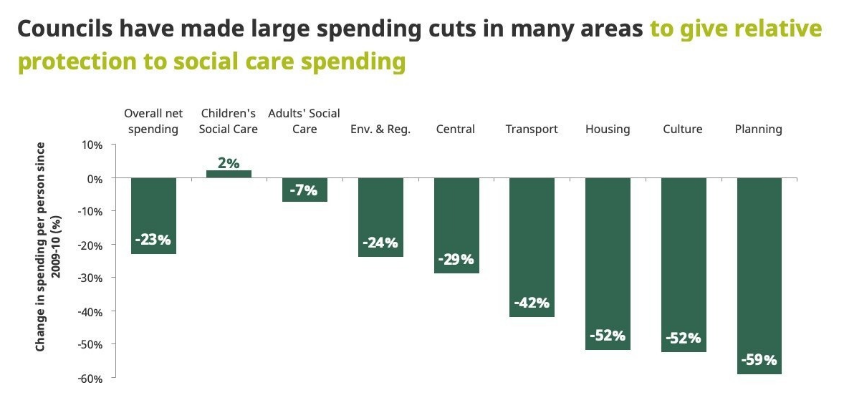 Councils have made large spending cuts in many areas to give relative
protection to social care spending
Overall net
spending
Children's
Social Care
Adults' Social
Care
Env. & Reg.
Central
Transport
Housing
Culture
Planning
Change in spending per person since
2009-10 (%)
10%
0%
-10%
-20%
-30%
-40%
-50%
-60%
-23%
2%
-7%
-24%
-29%
-42%
-52%
-52%
-59%